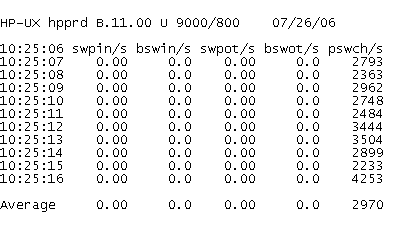 HP-UX hpprd B.11.00 U 9000/800    07/26/06
10:25:06 swpin/s bswin/s swpot/s bswot/s pswch/s
10:25:07    0.00     0.0    0.00     0.0    2793
10:25:08    0.00     0.0    0.00     0.0    2363
10:25:09    0.00     0.0    0.00     0.0    2962
10:25:10    0.00     0.0    0.00     0.0    2748
10:25:11    0.00     0.0    0.00     0.0    2484
10:25:12    0.00     0.0    0.00     0.0    3444
10:25:13    0.00     0.0    0.00     0.0    3504
10:25:14    0.00     0.0    0.00     0.0    2899
10:25:15    0.00     0.0    0.00     0.0    2233
10:25:16    0.00     0.0    0.00     0.0    4253
Average     0.00     0.0    0.00     0.0    2970